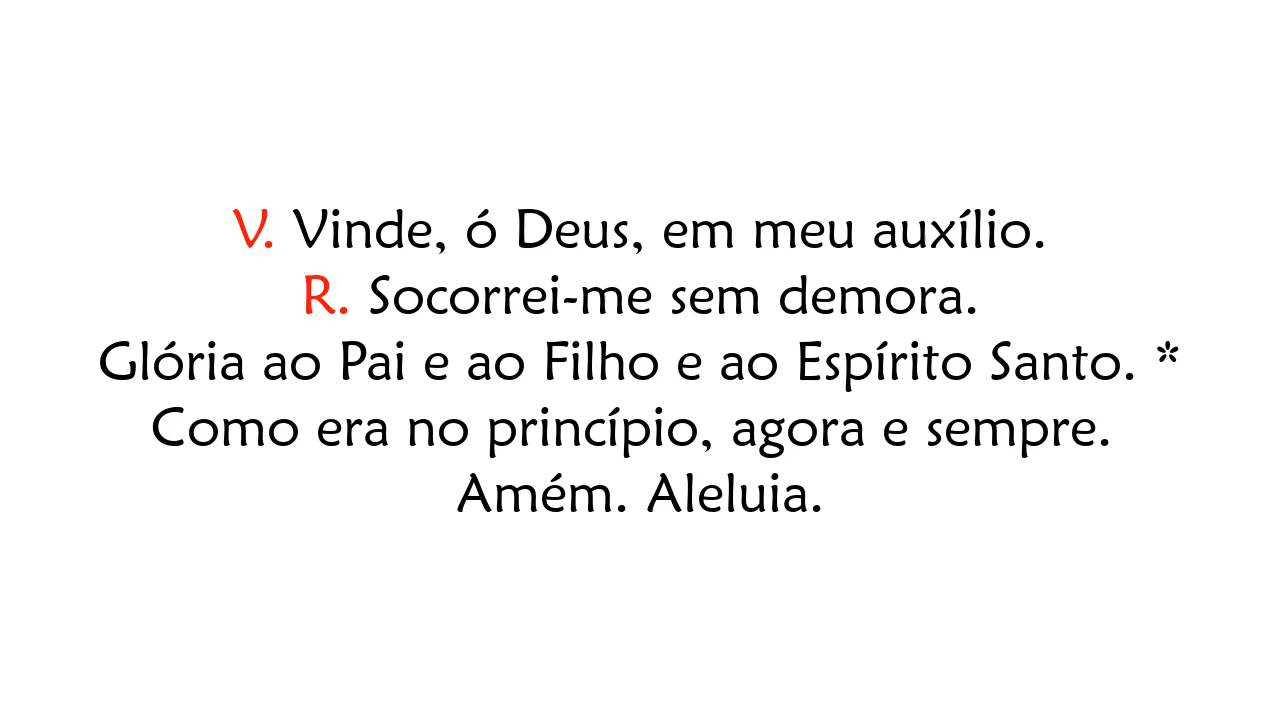 V. Vinde, ó Deus, em meu auxílio.
R. Socorrei-me sem demora.
Glória ao Pai e ao Filho e ao Espírito Santo. *
Como era no princípio, agora e sempre.
Amém. Aleluia.